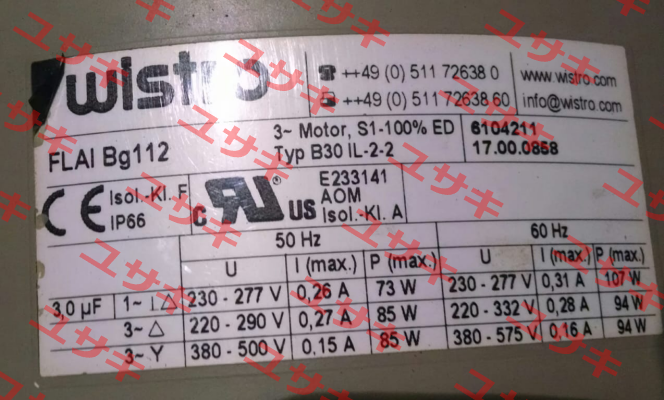 wistro
++49 (0) 511 72638 0
++49 (0) 511 72638 60
www.wistro.com
info@wistro.com
FLAI Bg112
3~ Motor, S1-100% ED
Typ B30 IL-2-2
6104211
17.00.0858
CE
Isol.-Kl. F
IP66
c RU ® US
E233141
AOM
Isol.-Kl. A
50 Hz 60 Hz
U I (max.) P (max.) U I (max.) P (max.)
3,0 µF 1~ ⊥ △ 230 - 277 V 0,26 A 73 W 230 - 277 V 0,31 A 107 W
3~ △ 220 - 290 V 0,27 A 85 W 220 - 332 V 0,28 A 94 W
3~ Y 380 - 500 V 0,15 A 85 W 380 - 575 V 0,16 A 94 W
ユサキ